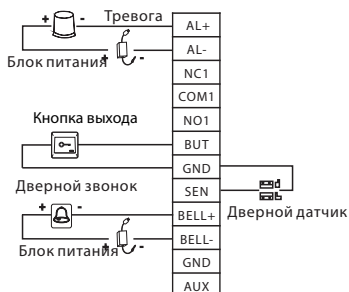 Тревога
+ -
+ -
Блок питания
Кнопка выхода
Дверной звонок
+ -
+ -
Блок питания
AL+
AL-
NC1
COM1
NO1
BUT
GND
SEN
BELL+
BELL-
GND
AUX
Дверной датчик